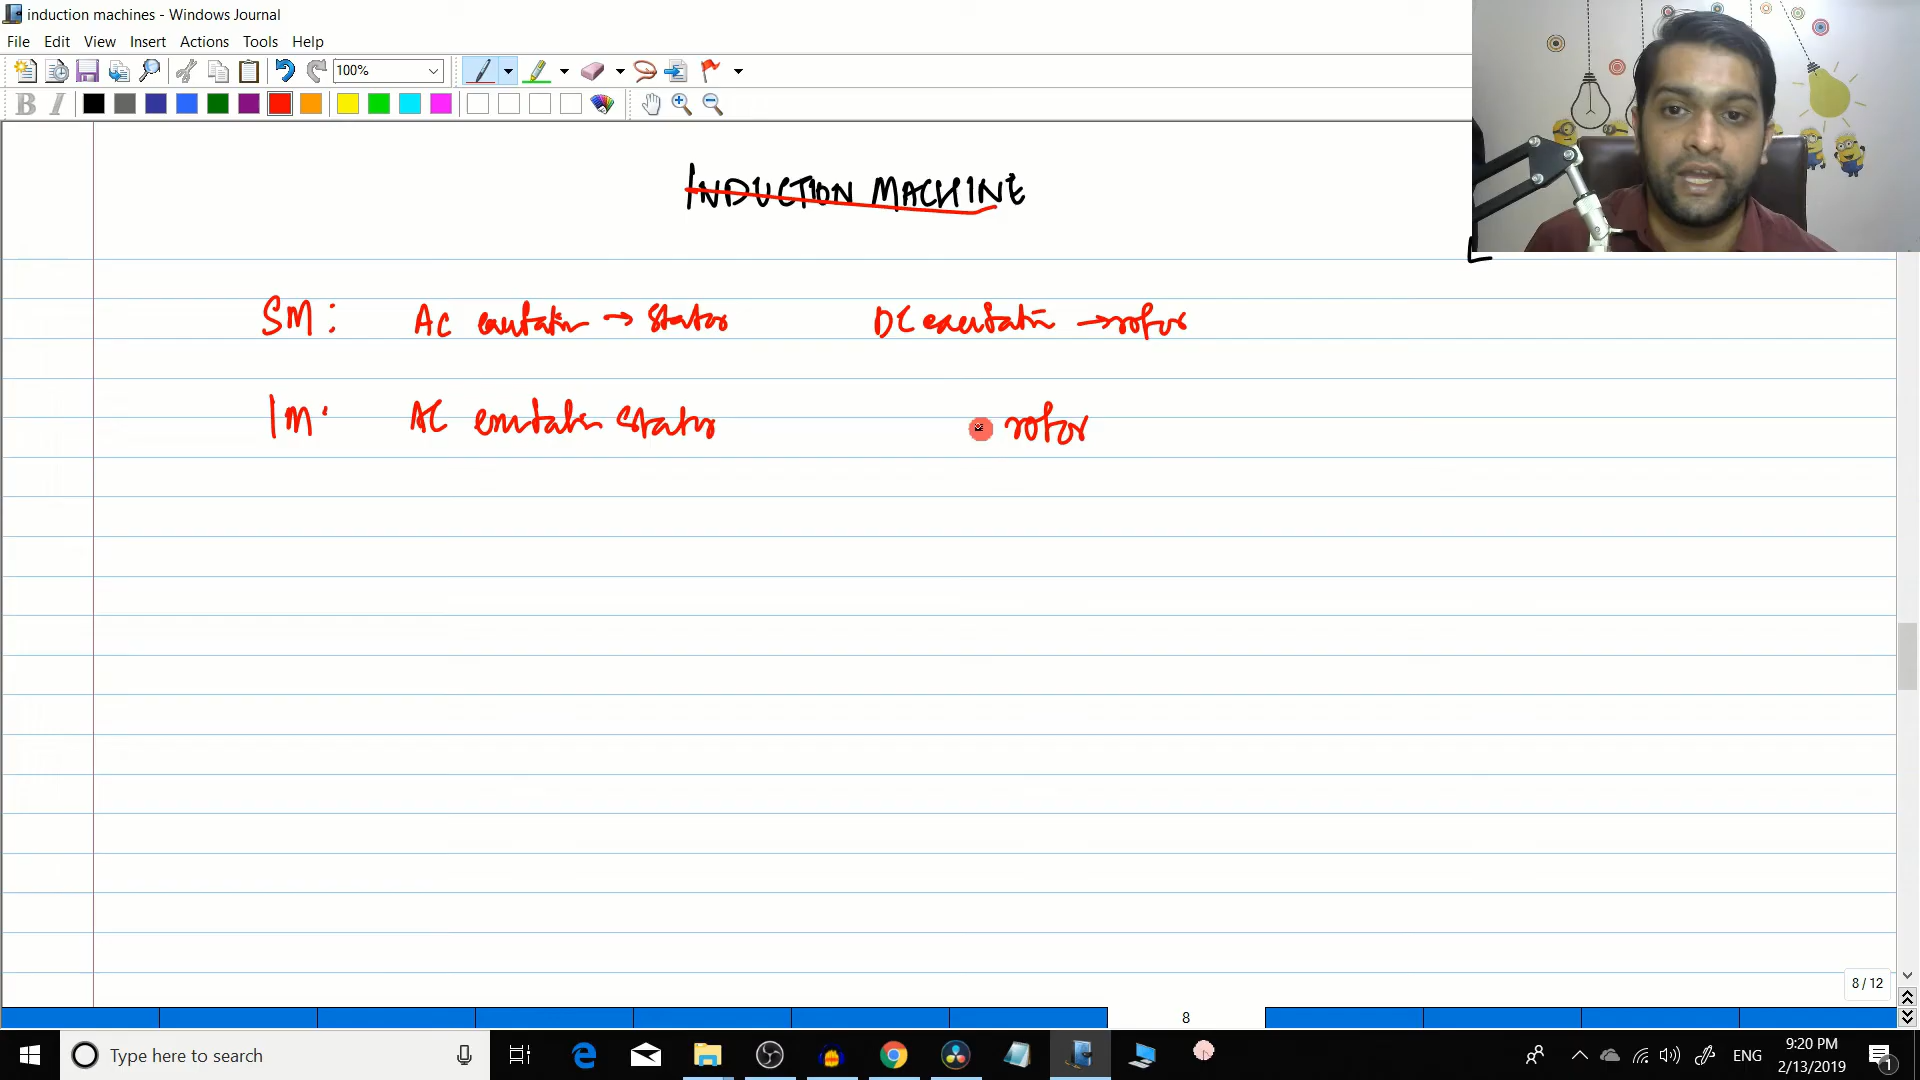 induction machines - Windows Journal
File Edit View Insert Actions Tools Help
100%
B I
INDUCTION MACHINE
SM: AC excitation → stator DC excitation → rotor
IM: AC excitation stator rotor
8 / 12
8
Type here to search
ENG
9:20 PM
2/13/2019
1